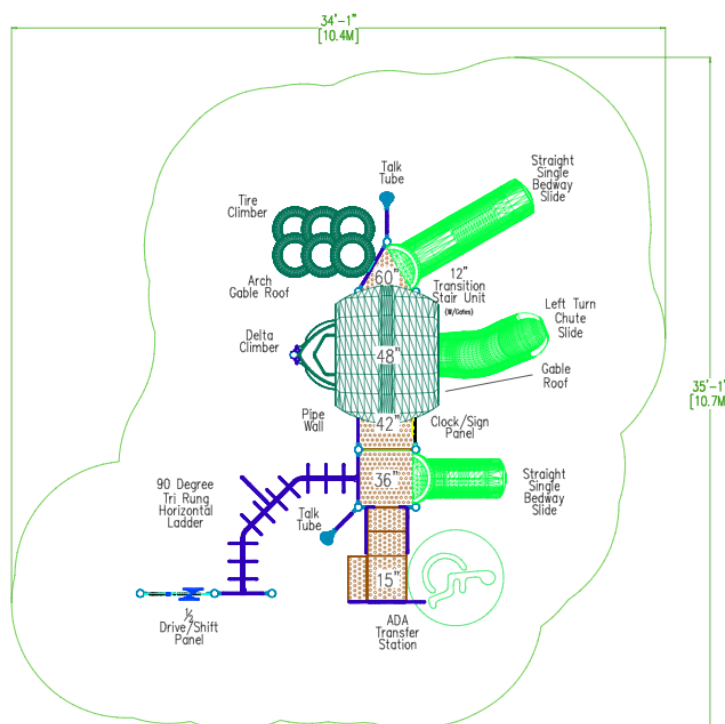 34'-1"
[10.4M]
Talk
Tube
Straight
Single
Bedway
Slide
Tire
Climber
60"
12"
Transition
Stair Unit
(W/Gates)
Arch
Gable Roof
Left Turn
Chute
Slide
Delta
Climber
48"
Gable
Roof
35'-1"
[10.7M
Pipe
Wall
42"
Clock/Sign
Panel
90 Degree
Tri Rung
Horizontal
Ladder
36"
Straight
Single
Bedway
Slide
Talk
Tube
15"
½
Drive/Shift
Panel
ADA
Transfer
Station